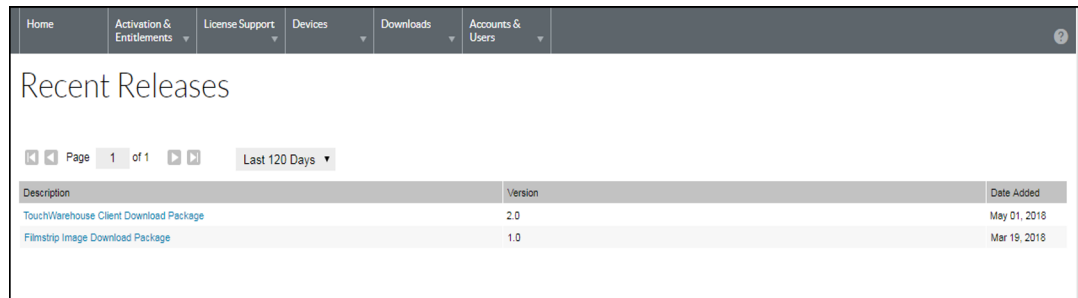 Home
Activation &
Entitlements
License Support
Devices
Downloads
Accounts &
Users
?
Recent Releases
Page 1 of 1
Last 120 Days
Description Version Date Added
TouchWarehouse Client Download Package 2.0 May 01, 2018
Filmstrip Image Download Package 1.0 Mar 19, 2018